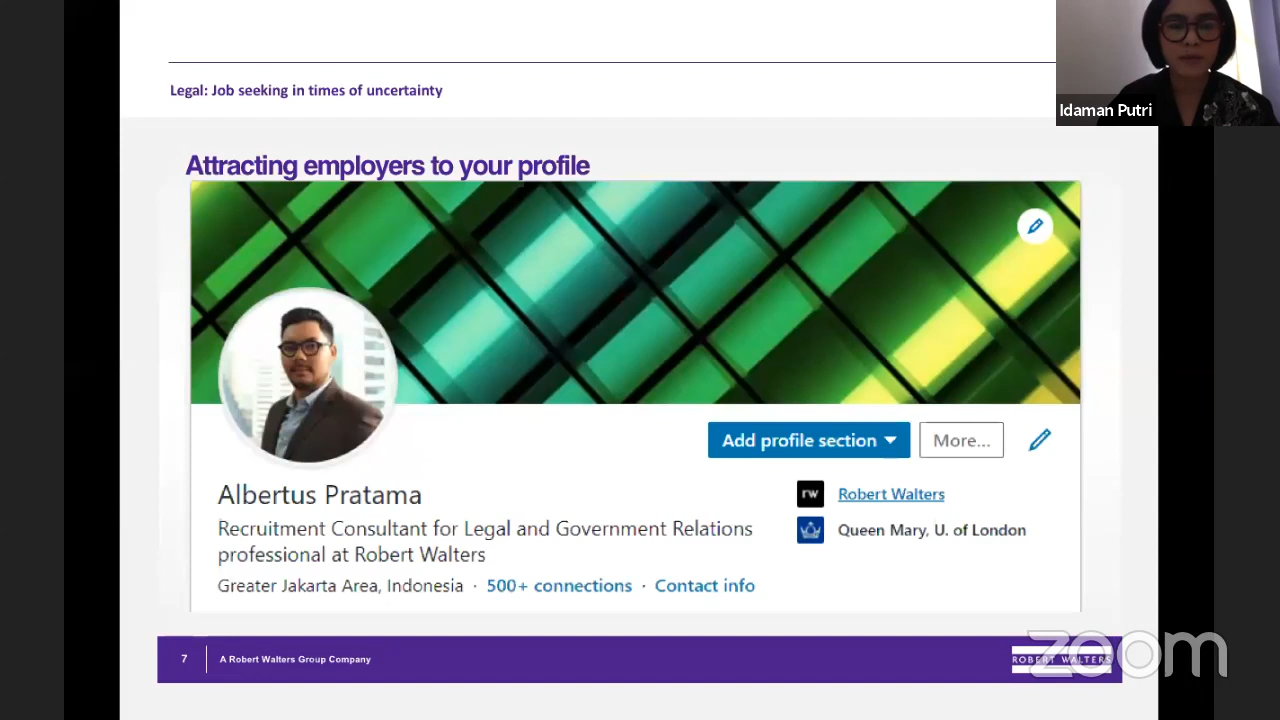 Legal: Job seeking in times of uncertainty
Idaman Putri
Attracting employers to your profile
Add profile section
More...
Albertus Pratama
rw Robert Walters
Recruitment Consultant for Legal and Government Relations
professional at Robert Walters
Queen Mary, U. of London
Greater Jakarta Area, Indonesia · 500+ connections · Contact info
7 A Robert Walters Group Company
ROBERT WALTERS
zoom